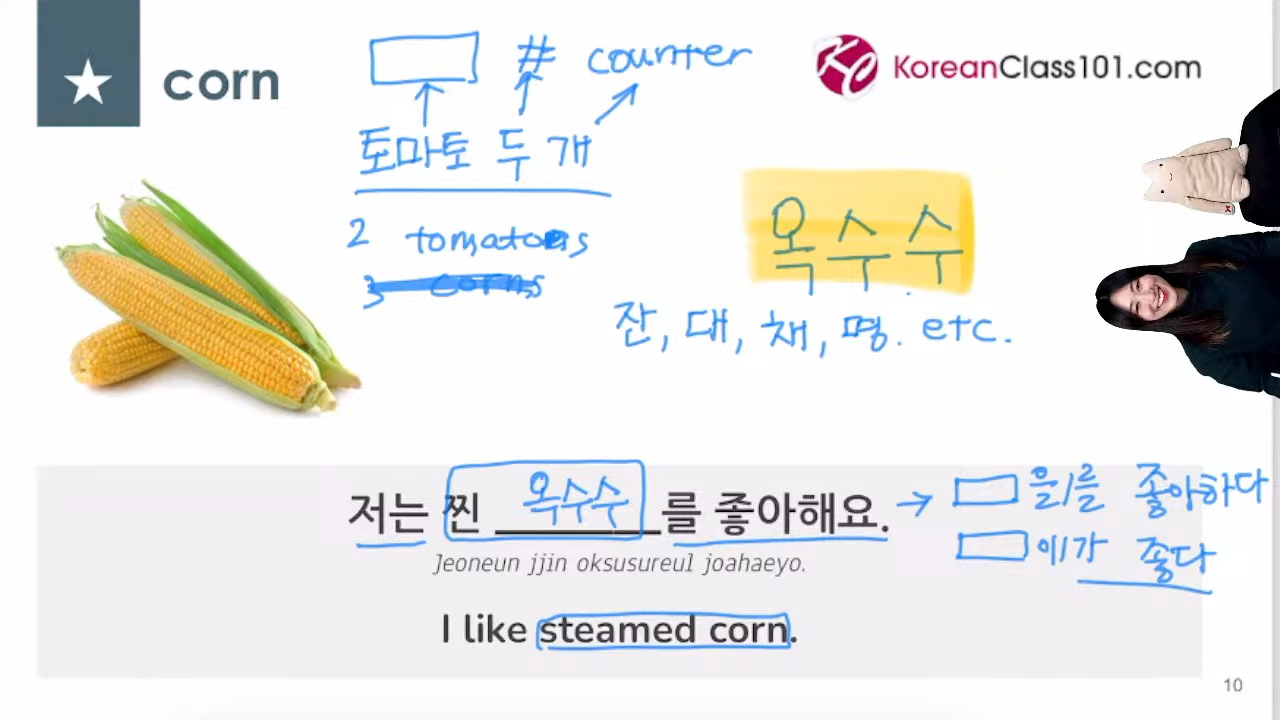 corn
# counter
KoreanClass101.com
토마토 두 개
2 tomatoes
3 corns
옥수수
잔, 대, 채, 명. etc.
저는 찐 옥수수를 좋아해요. → 을/를 좋아하다
이/가 좋다
Jeoneun jjin oksusureul joahaeyo.
I like steamed corn.
10